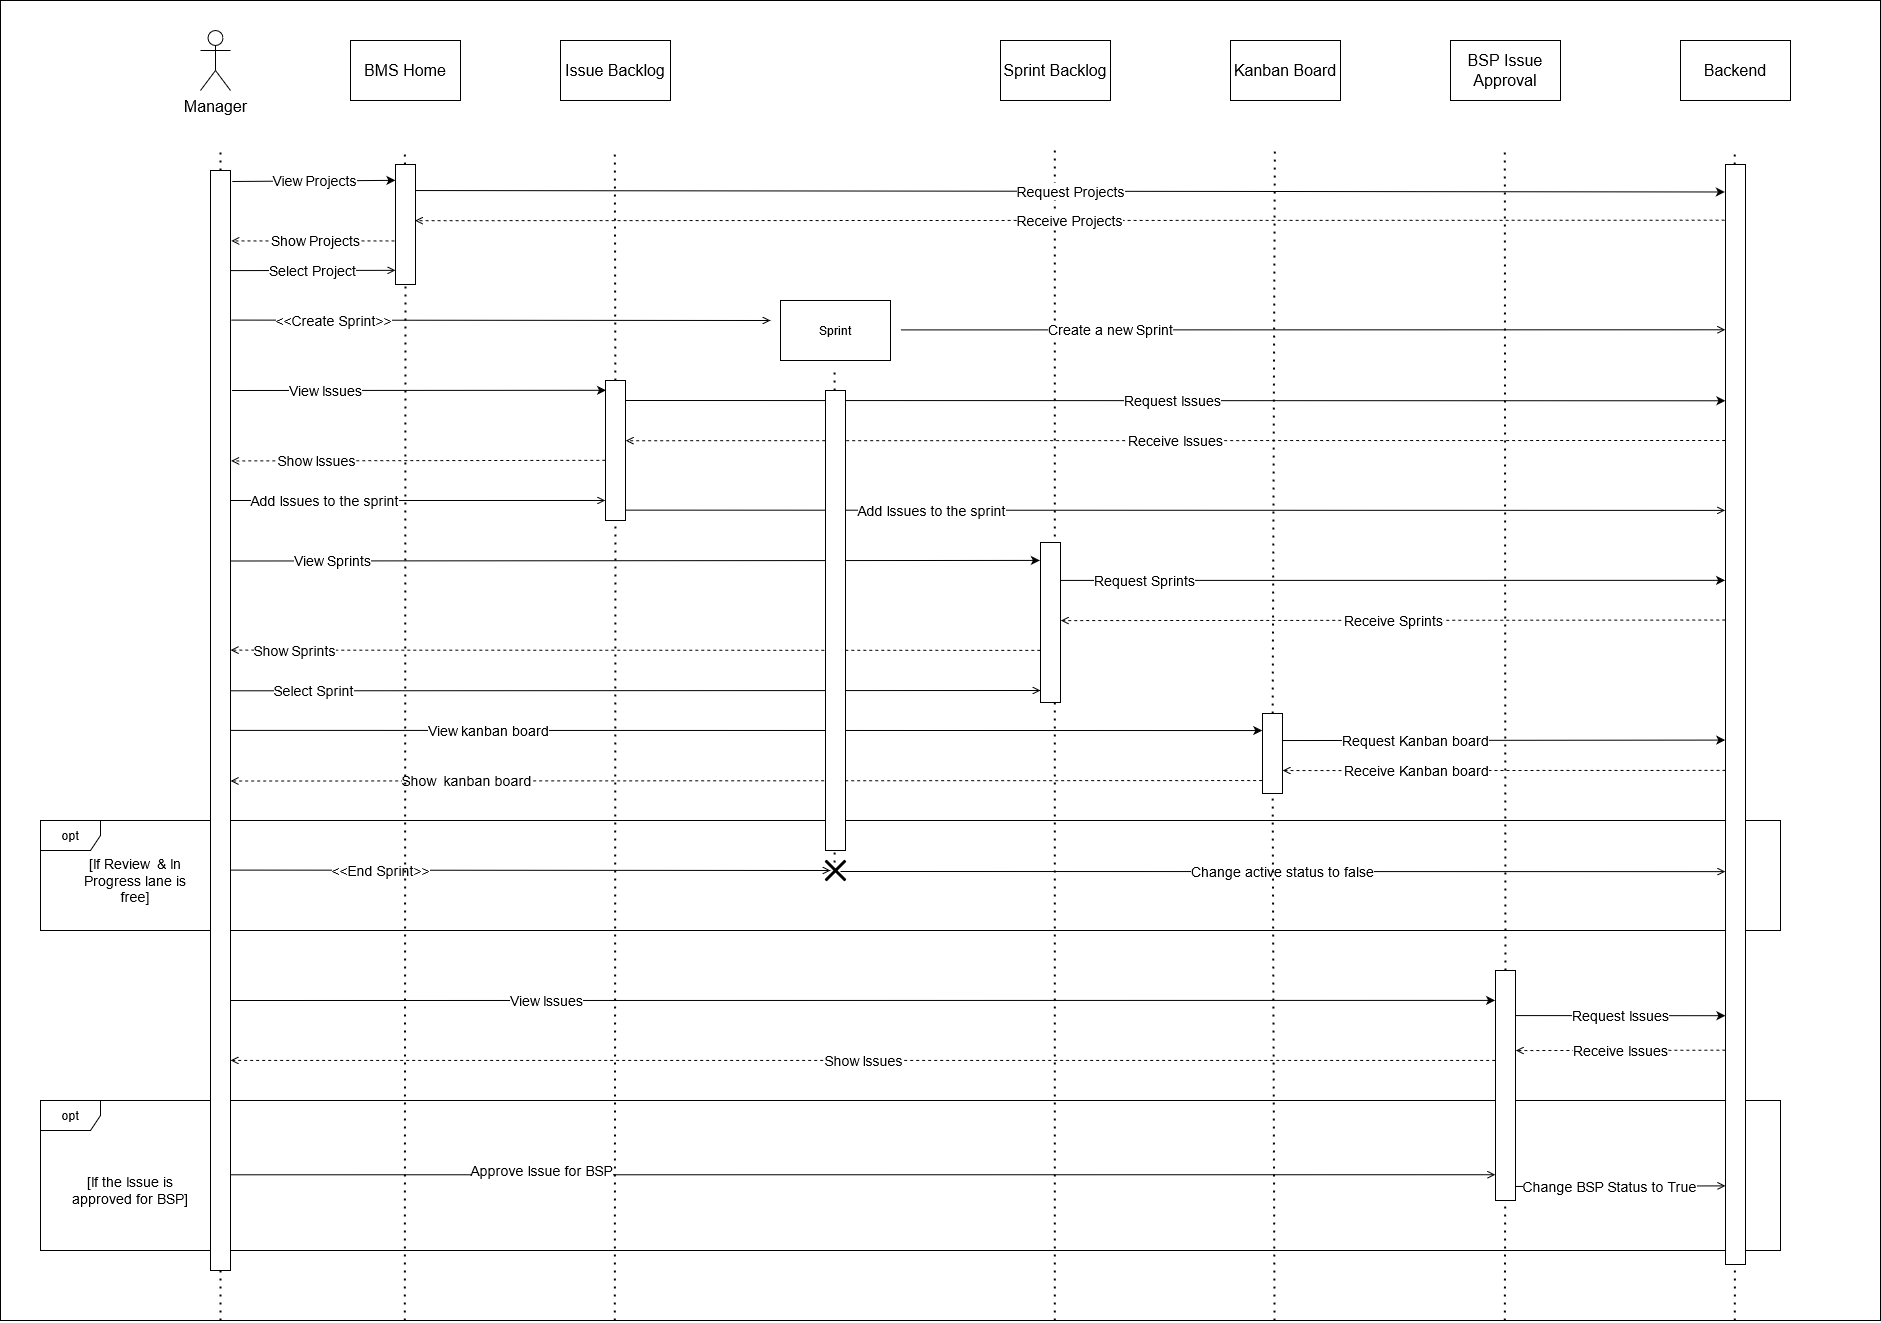 Manager
BMS Home
Issue Backlog
Sprint Backlog
Kanban Board
BSP Issue
Approval
Backend
View Projects
Request Projects
Receive Projects
Show Projects
Select Project
<<Create Sprint>>
Sprint
Create a new Sprint
View Issues
Request Issues
Receive Issues
Show Issues
Add Issues to the sprint
Add Issues to the sprint
View Sprints
Request Sprints
Receive Sprints
Show Sprints
Select Sprint
View kanban board
Request Kanban board
Receive Kanban board
Show  kanban board
opt
[If Review  & In
Progress lane is
free]
<<End Sprint>>
Change active status to false
View Issues
Request Issues
Receive Issues
Show Issues
opt
[If the Issue is
approved for BSP]
Approve Issue for BSP
Change BSP Status to True